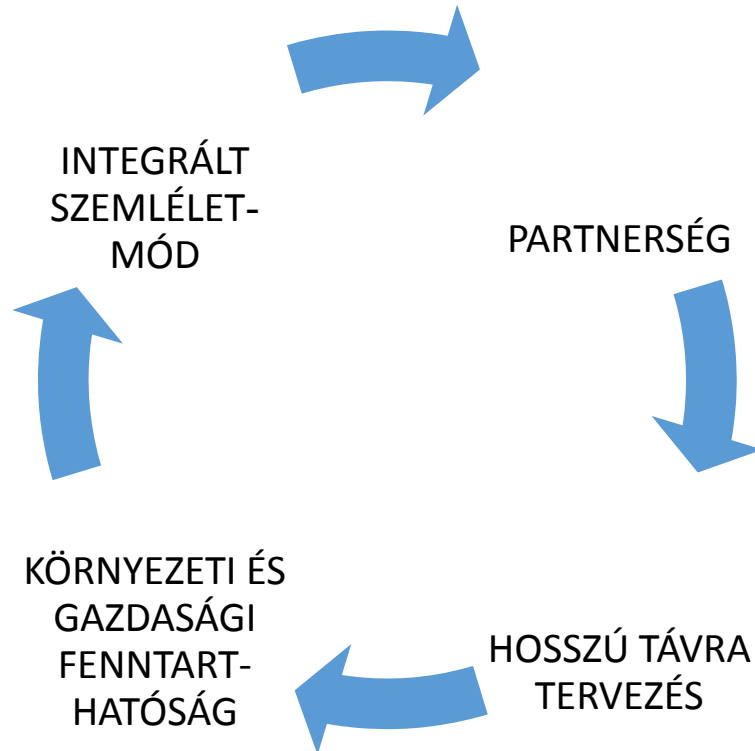 INTEGRÁLT
SZEMLÉLET-
MÓD
PARTNERSÉG
HOSSZÚ TÁVRA
TERVEZÉS
KÖRNYEZETI ÉS
GAZDASÁGI
FENNTART-
HATÓSÁG